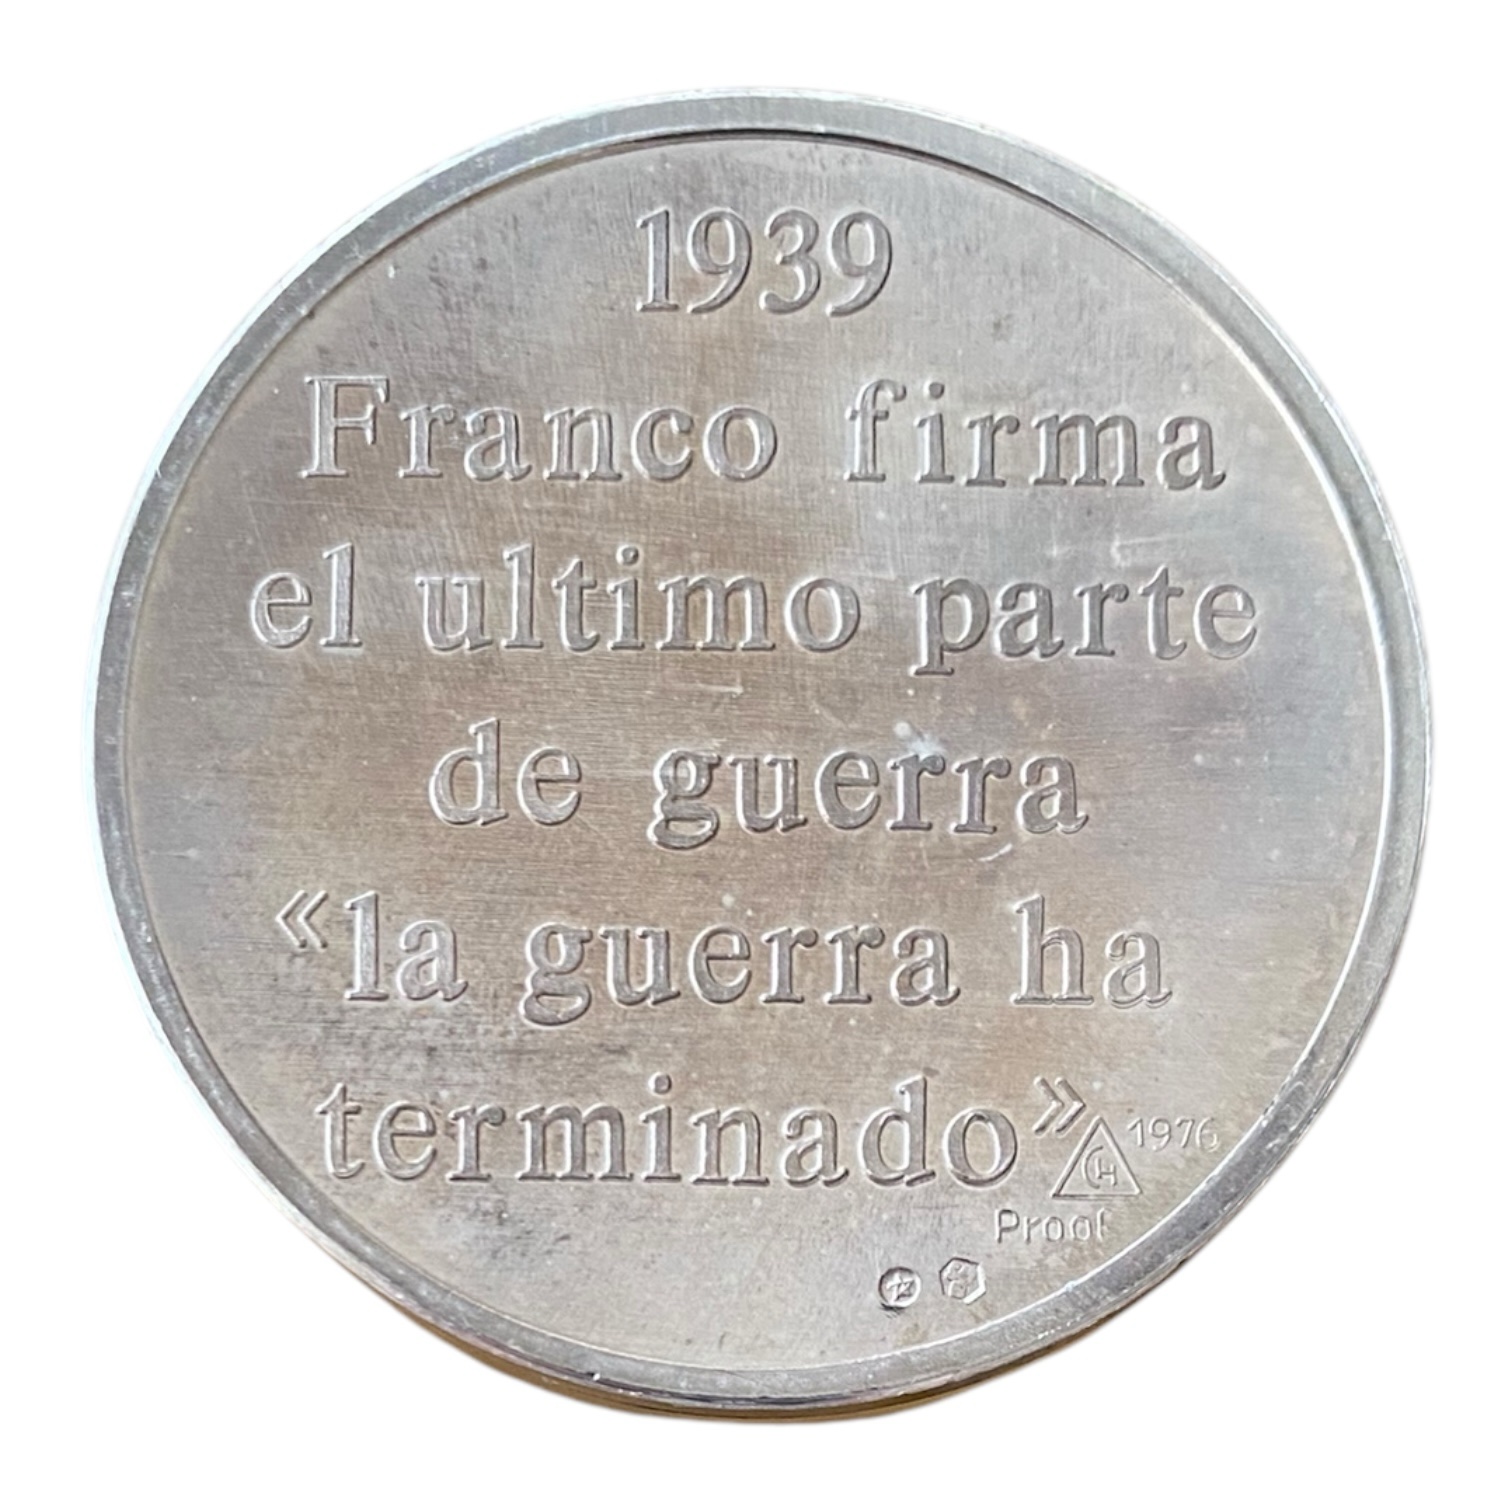 1939
Franco firma
el ultimo parte
de guerra
«la guerra ha
terminado»
1976
Proof